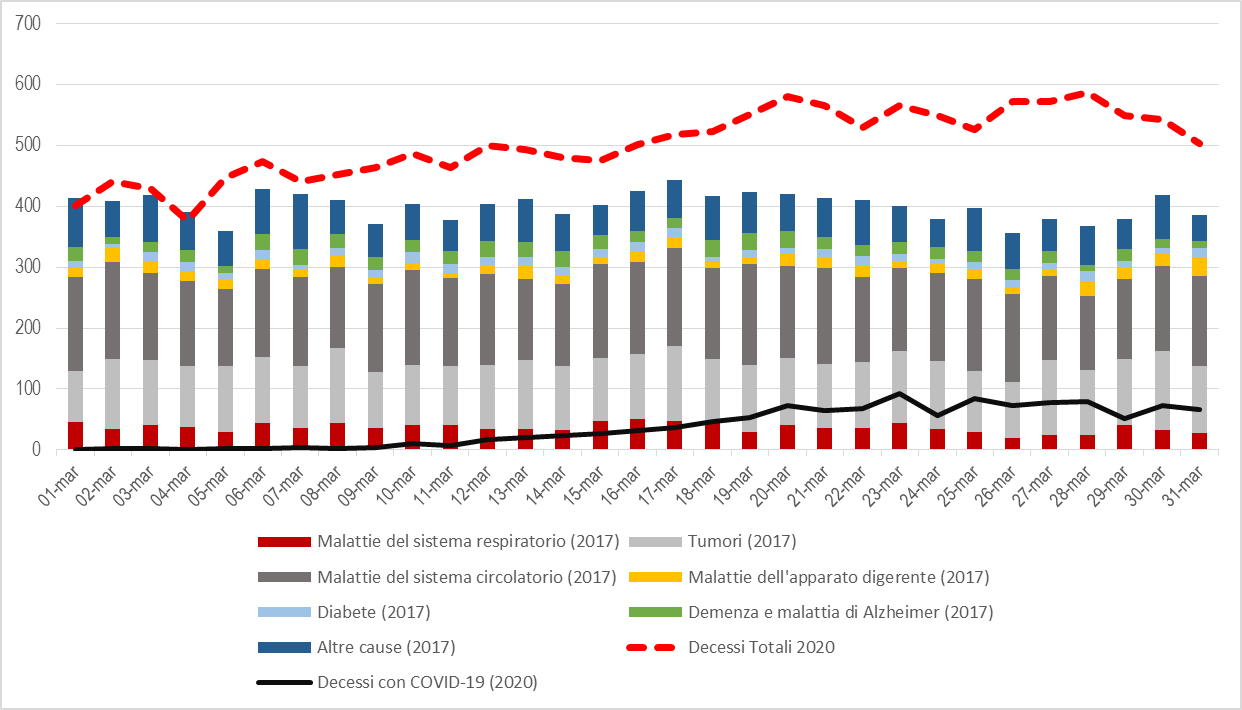 700
600
500
400
300
200
100
0
01-mar 02-mar 03-mar 04-mar 05-mar 06-mar 07-mar 08-mar 09-mar 10-mar 11-mar 12-mar 13-mar 14-mar 15-mar 16-mar 17-mar 18-mar 19-mar 20-mar 21-mar 22-mar 23-mar 24-mar 25-mar 26-mar 27-mar 28-mar 29-mar 30-mar 31-mar
Malattie del sistema respiratorio (2017) Tumori (2017)
Malattie del sistema circolatorio (2017) Malattie dell'apparato digerente (2017)
Diabete (2017) Demenza e malattia di Alzheimer (2017)
Altre cause (2017) Decessi Totali 2020
Decessi con COVID-19 (2020)